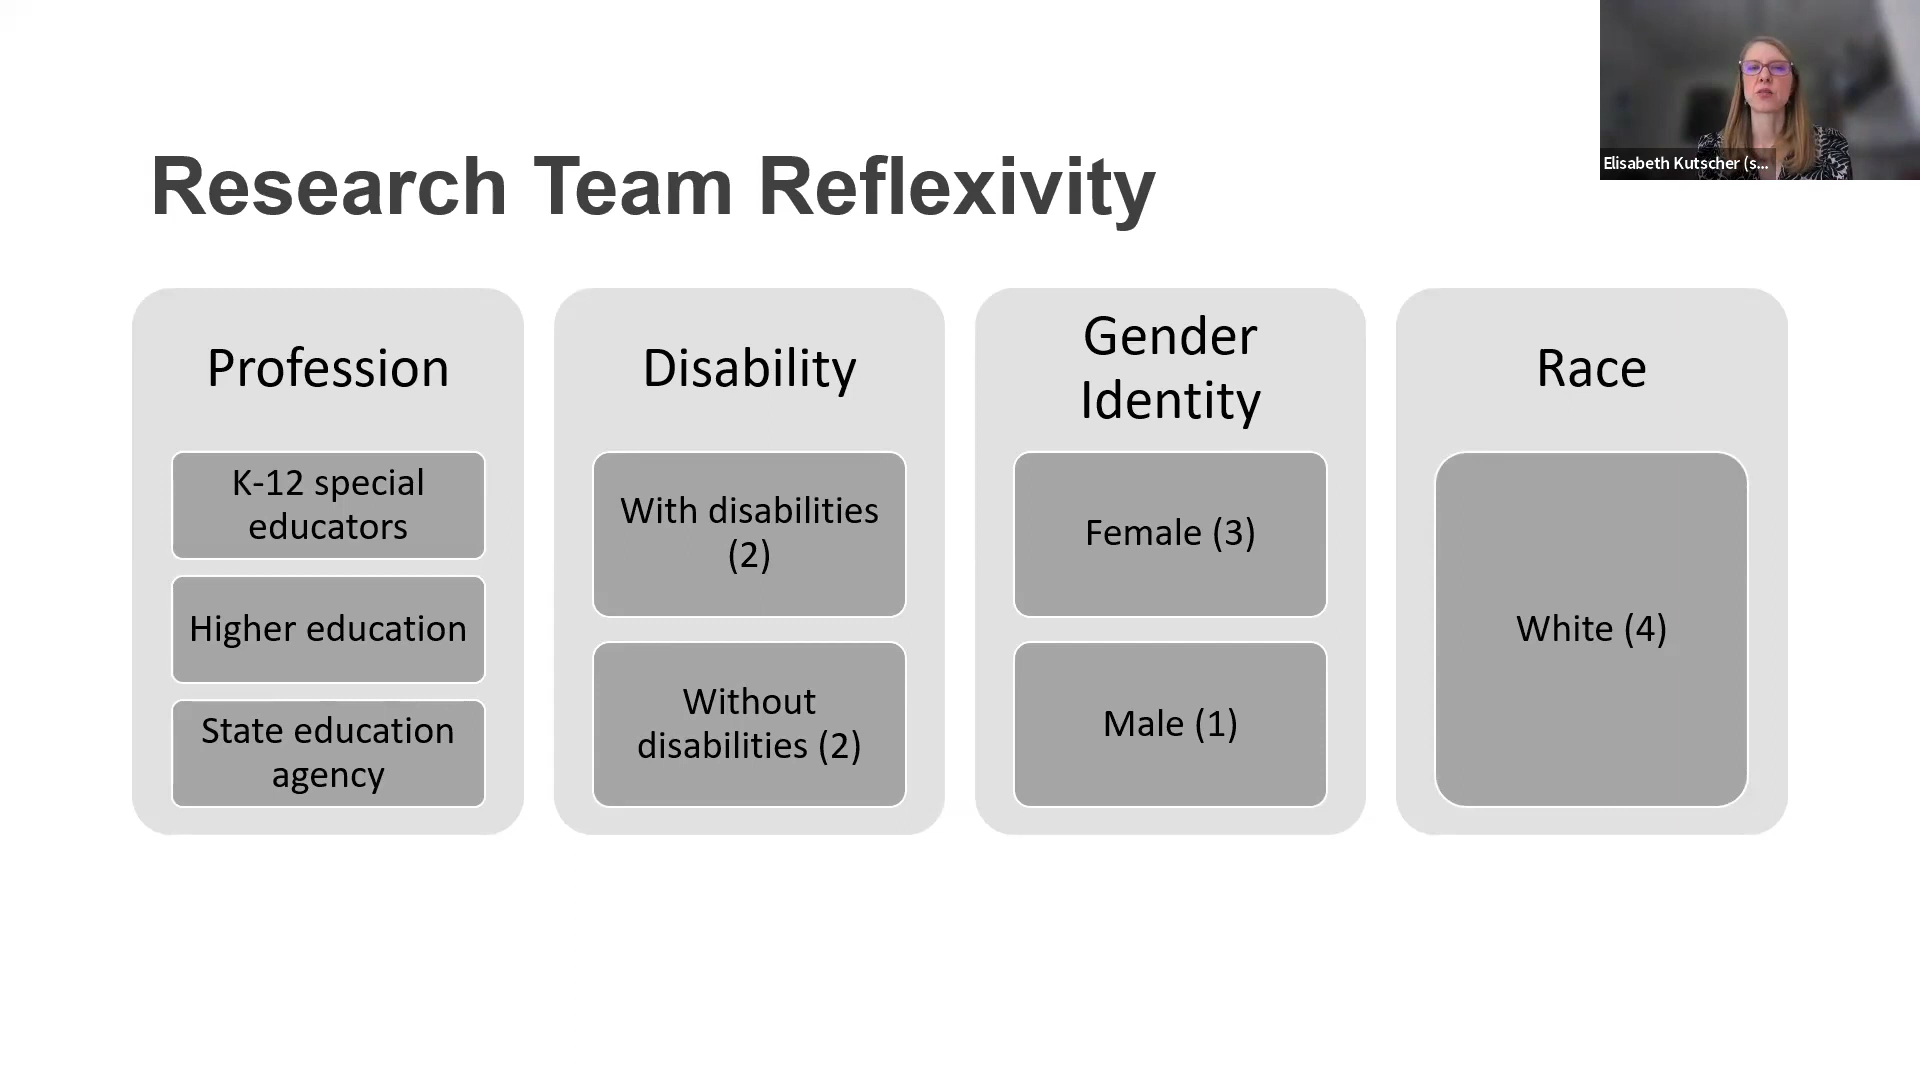 Research Team Reflexivity
Elisabeth Kutscher (s...
Profession
K-12 special
educators
Higher education
State education
agency
Disability
With disabilities
(2)
Without
disabilities (2)
Gender
Identity
Female (3)
Male (1)
Race
White (4)